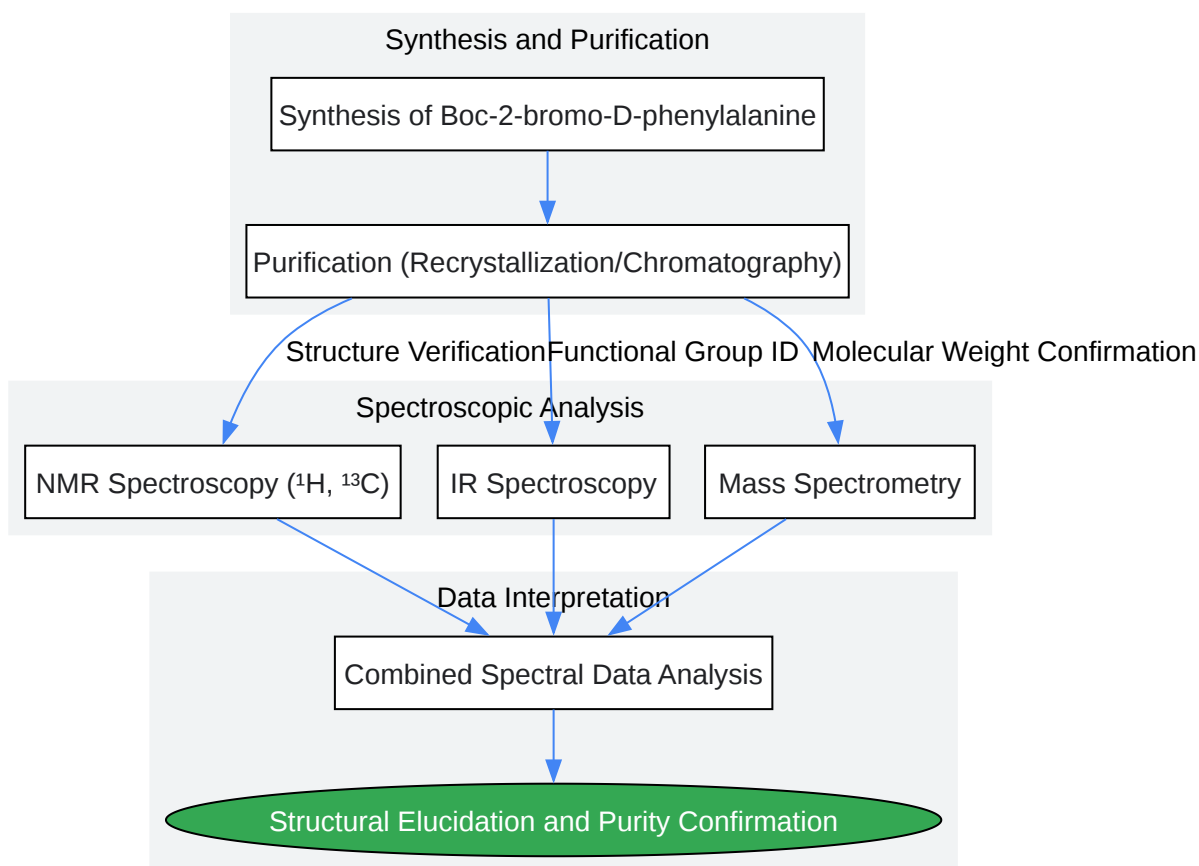 Synthesis and Purification
Synthesis of Boc-2-bromo-D-phenylalanine
Purification (Recrystallization/Chromatography)
Structure Verification
Functional Group ID
Molecular Weight Confirmation
Spectroscopic Analysis
NMR Spectroscopy (¹H, ¹³C)
IR Spectroscopy
Mass Spectrometry
Data Interpretation
Combined Spectral Data Analysis
Structural Elucidation and Purity Confirmation